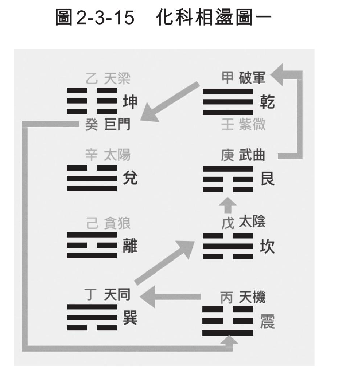 圖2-3-15　化科相盪圖一
乙 天梁
坤
癸 巨門
甲 破軍
乾
壬 紫微
辛 太陽
兌
庚 武曲
艮
己 貪狼
離
戊 太陰
坎
丁 天同
巽
丙 天機
震